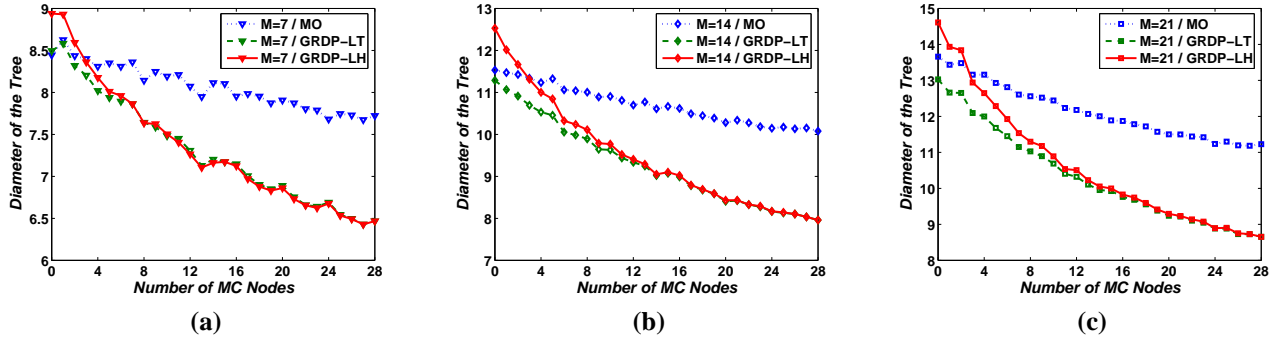 Diameter of the Tree
9
8.5
8
7.5
7
6.5
6
0 4 8 12 16 20 24 28
Number of MC Nodes
M=7 / MO
M=7 / GRDP-LT
M=7 / GRDP-LH
(a)
Diameter of the Tree
13
12
11
10
9
8
7
0 4 8 12 16 20 24 28
Number of MC Nodes
M=14 / MO
M=14 / GRDP-LT
M=14 / GRDP-LH
(b)
Diameter of the Tree
15
14
13
12
11
10
9
8
0 4 8 12 16 20 24 28
Number of MC Nodes
M=21 / MO
M=21 / GRDP-LT
M=21 / GRDP-LH
(c)